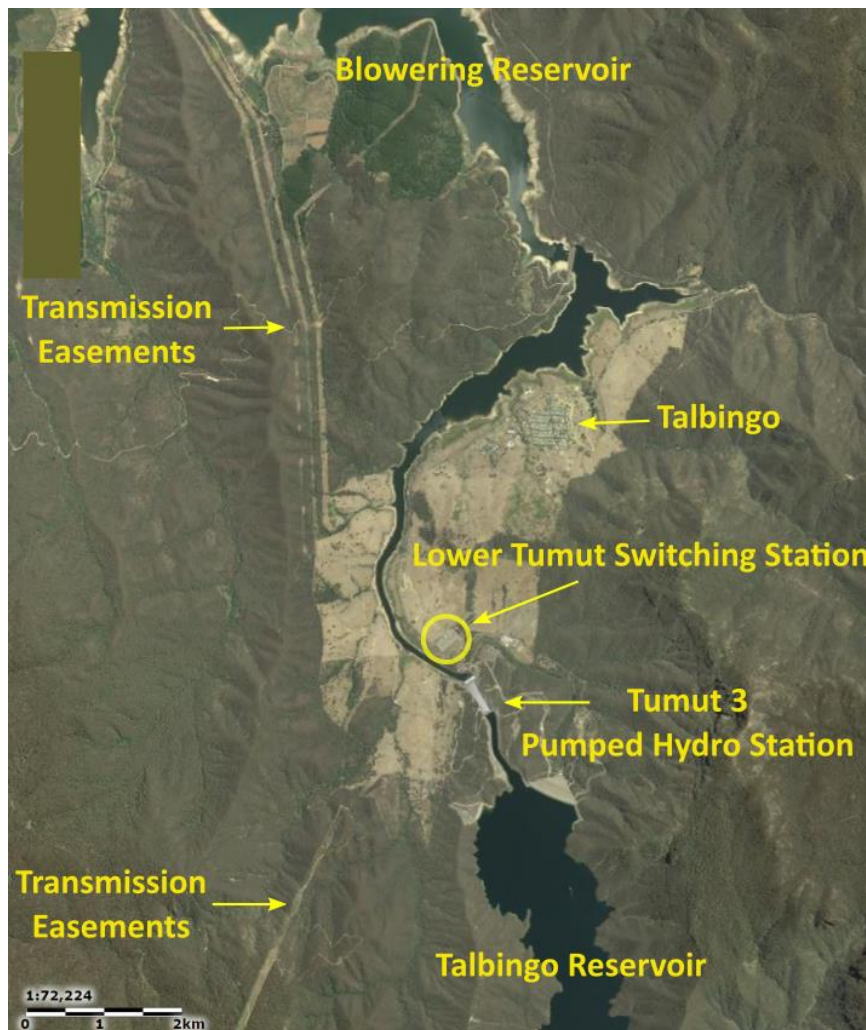 Blowering Reservoir
Transmission
Easements
Talbingo
Lower Tumut Switching Station
Tumut 3
Pumped Hydro Station
Transmission
Easements
Talbingo Reservoir
1:72,224
0 1 2km